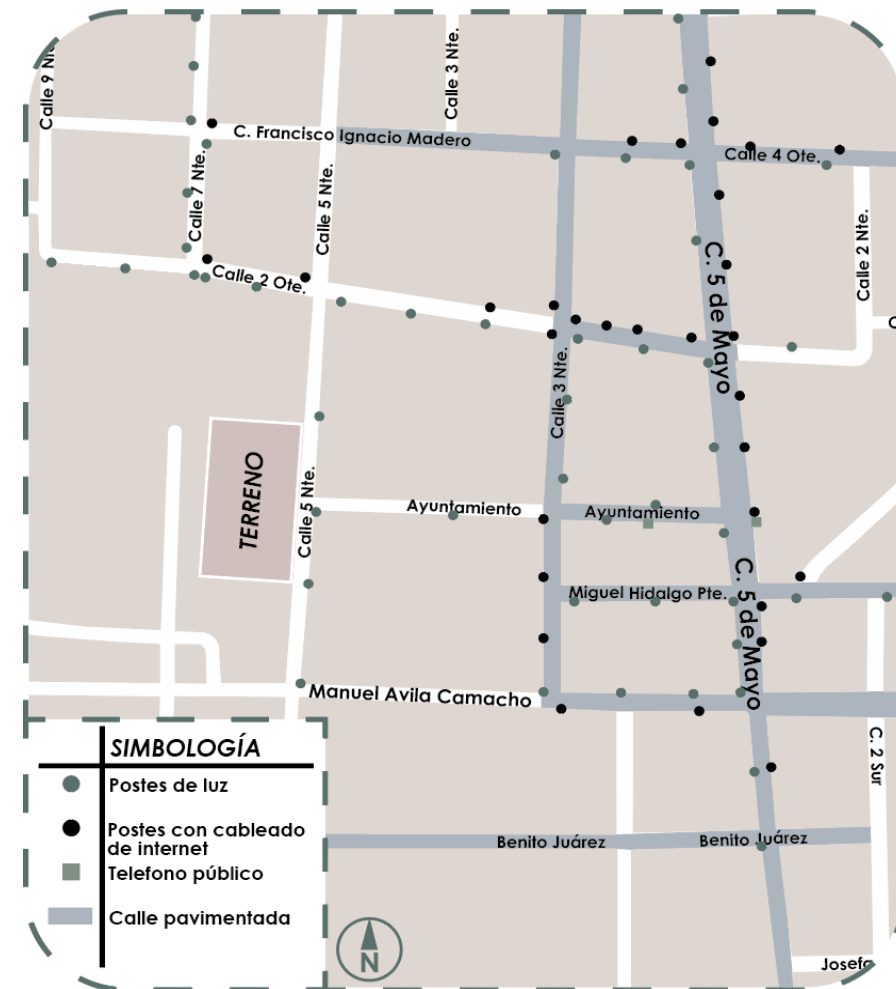 Calle 9 Nte.
Calle 3 Nte.
C. Francisco Ignacio Madero
Calle 4 Ote.
Calle 7 Nte.
Calle 5 Nte.
Calle 2 Nte.
Calle 2 Ote.
C. 5 de Mayo
C
Calle 3 Nte.
TERRENO
Calle 5 Nte.
Ayuntamiento
Ayuntamiento
Miguel Hidalgo Pte.
C. 5 de Mayo
Manuel Avila Camacho
C. 2 Sur
SIMBOLOGÍA
Postes de luz
Postes con cableado
de internet
Telefono público
Calle pavimentada
Benito Juárez
Benito Juárez
N
Josefa